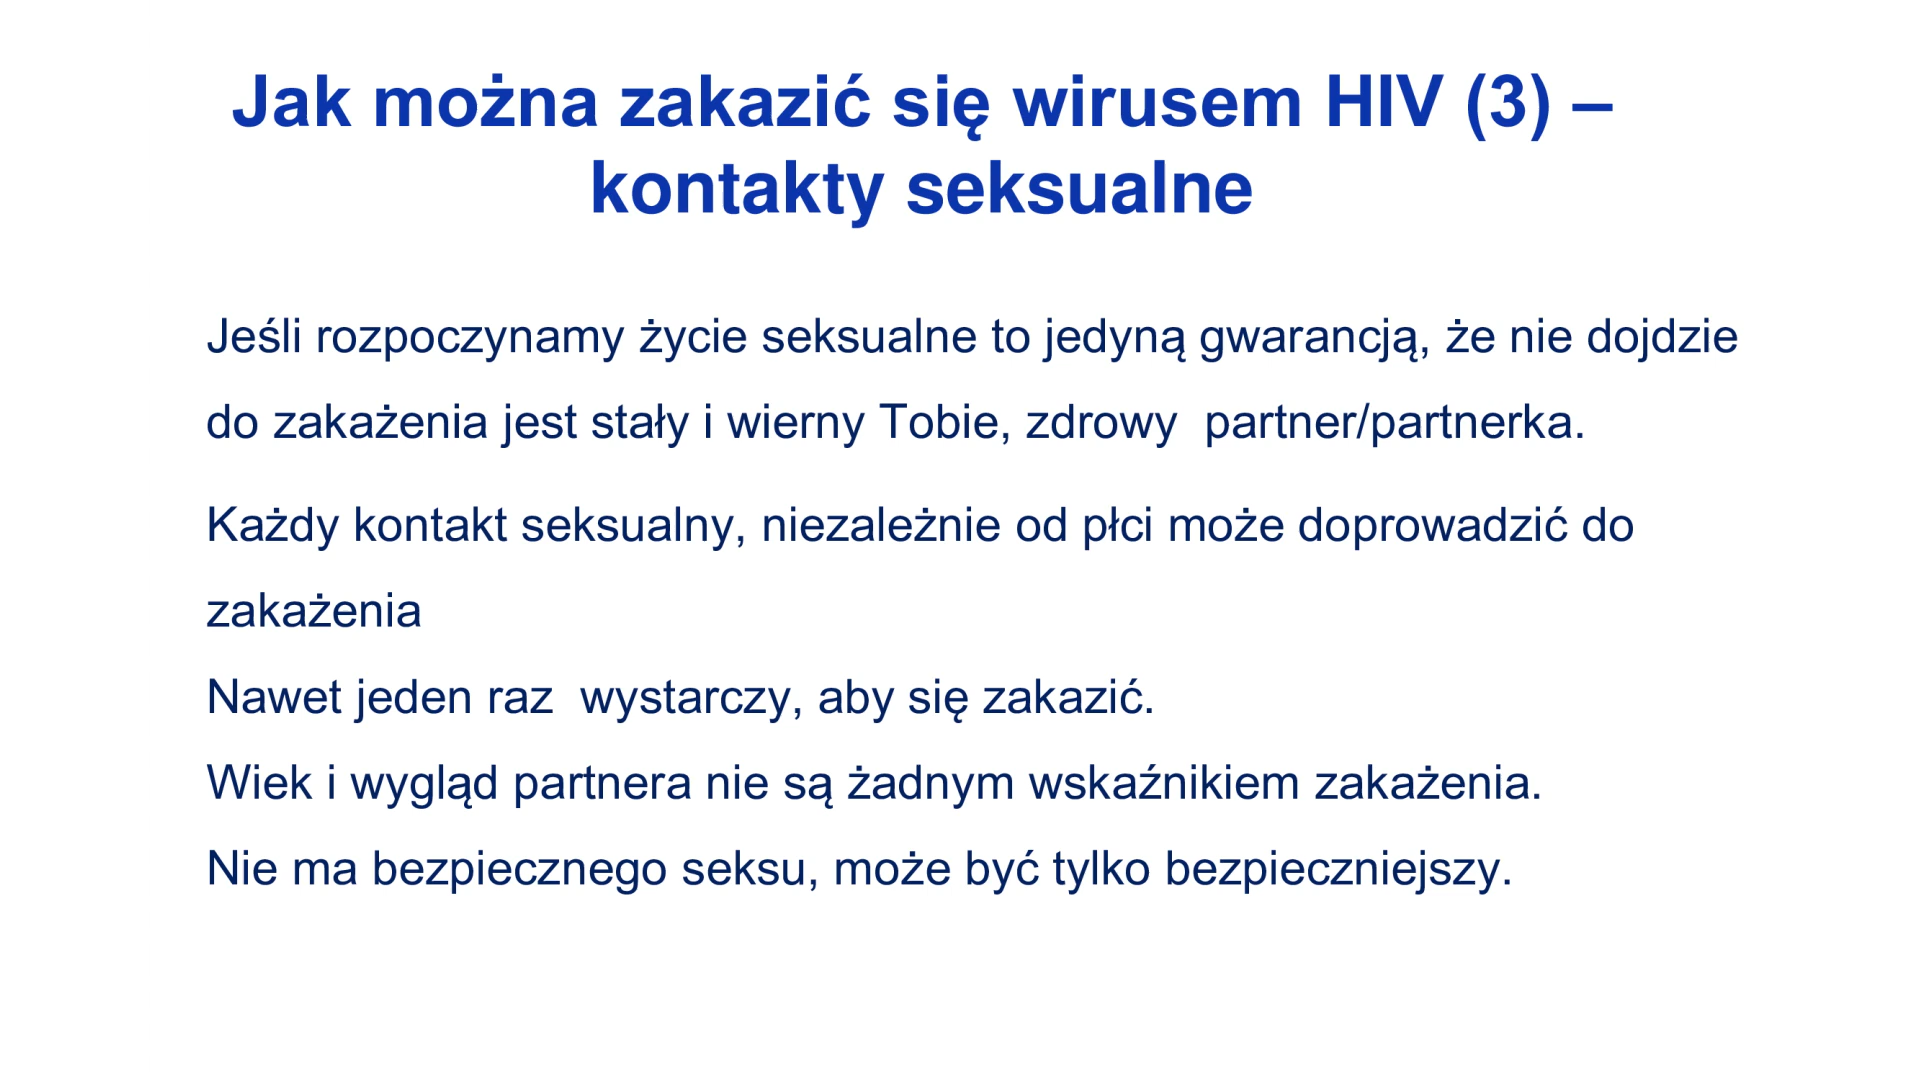 Jak można zakazić się wirusem HIV (3) –
kontakty seksualne
Jeśli rozpoczynamy życie seksualne to jedyną gwarancją, że nie dojdzie
do zakażenia jest stały i wierny Tobie, zdrowy  partner/partnerka.
Każdy kontakt seksualny, niezależnie od płci może doprowadzić do
zakażenia
Nawet jeden raz  wystarczy, aby się zakazić.
Wiek i wygląd partnera nie są żadnym wskaźnikiem zakażenia.
Nie ma bezpiecznego seksu, może być tylko bezpieczniejszy.